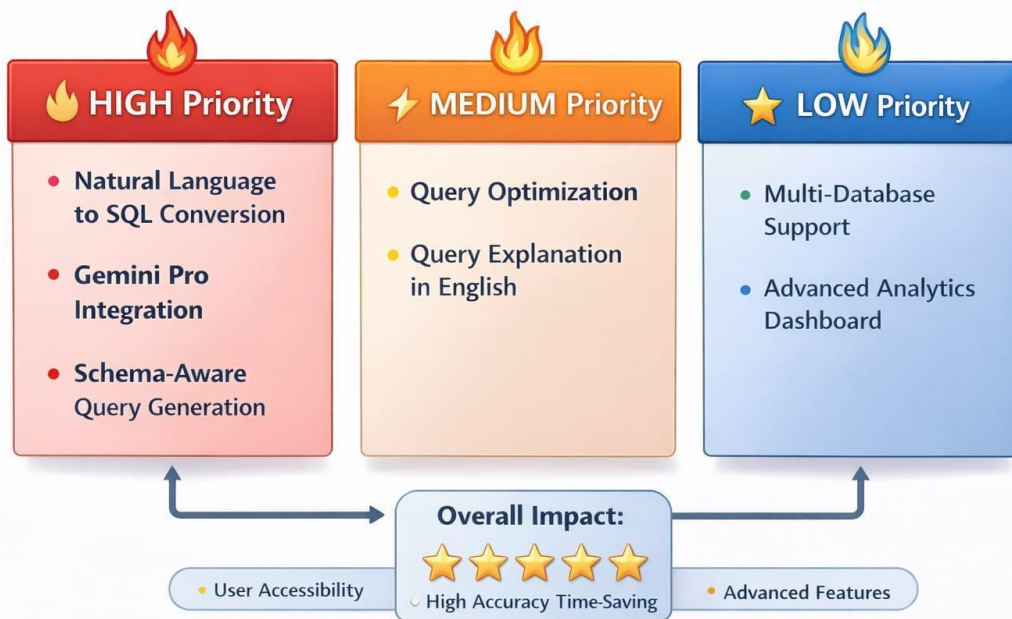 HIGH Priority
Natural Language
to SQL Conversion
Gemini Pro
Integration
Schema-Aware
Query Generation
MEDIUM Priority
Query Optimization
Query Explanation
in English
LOW Priority
Multi-Database
Support
Advanced Analytics
Dashboard
Overall Impact:
User Accessibility
High Accuracy Time-Saving
Advanced Features